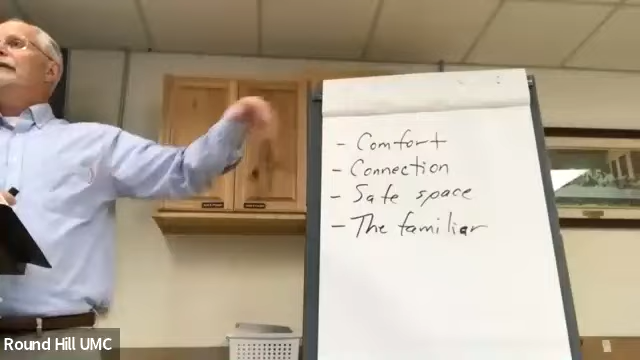 - Comfort
- Connection
- Safe space
- The familiar
Round Hill UMC